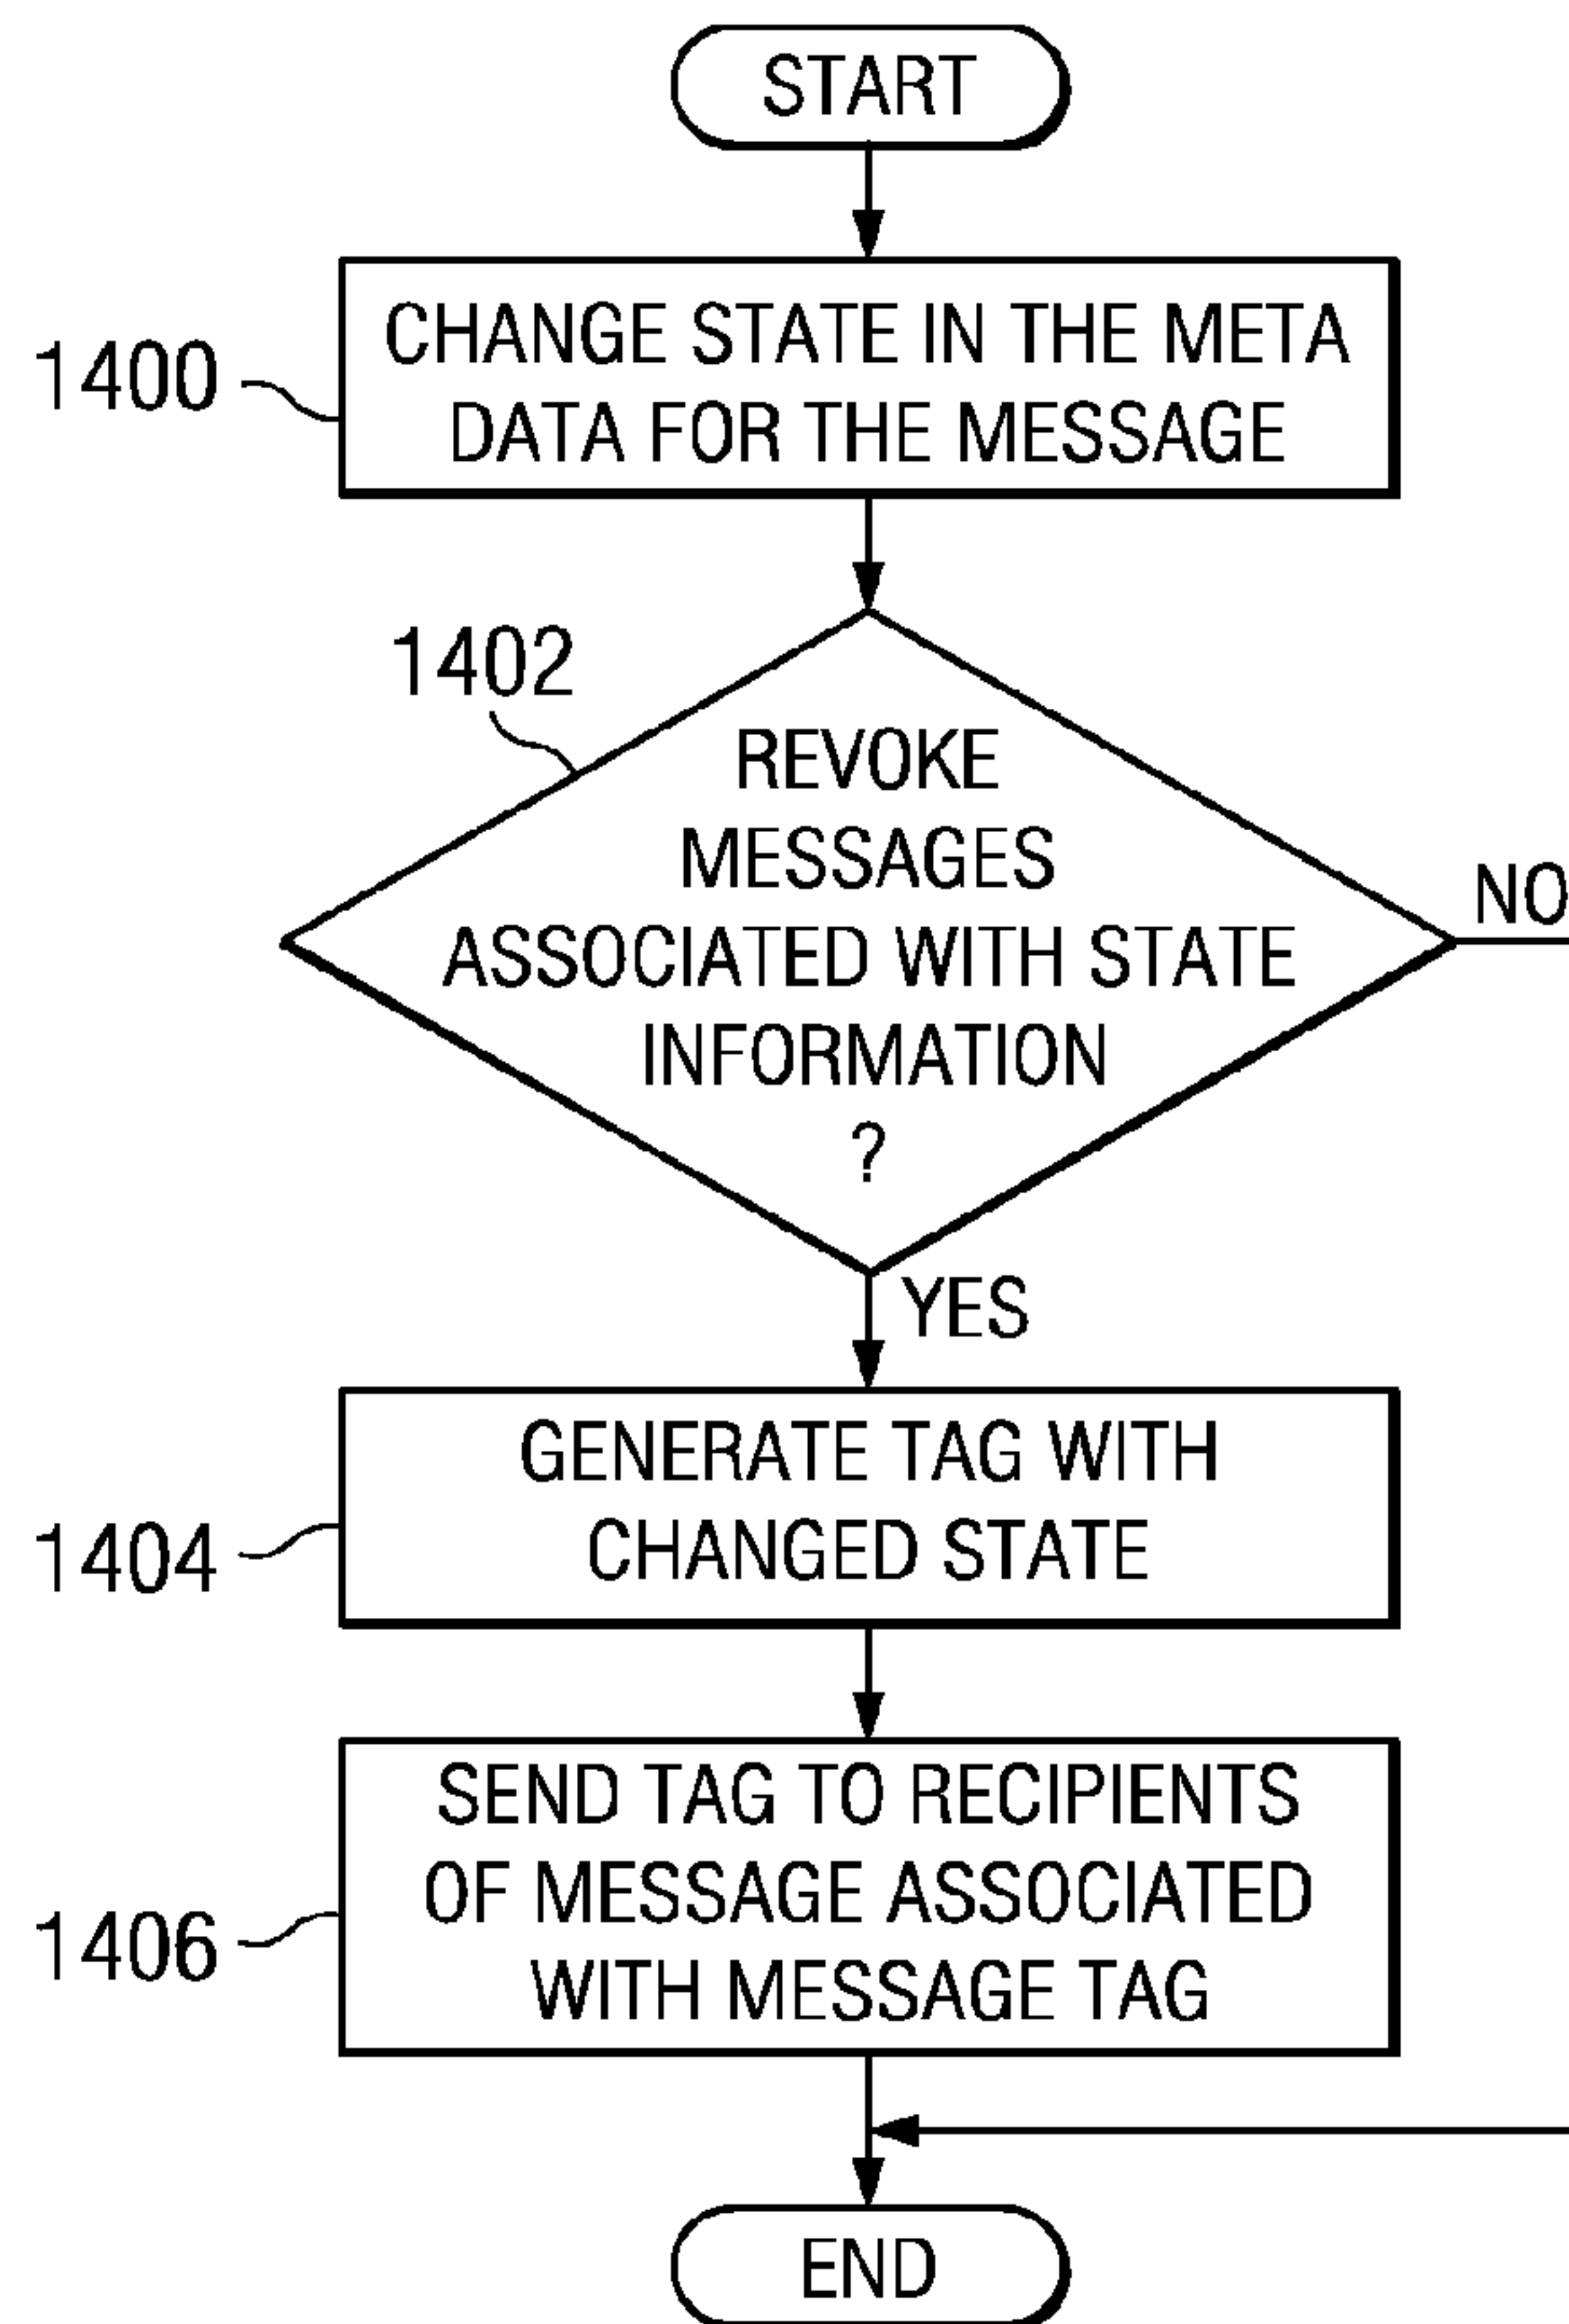 START
1400
CHANGE STATE IN THE META
DATA FOR THE MESSAGE
1402
REVOKE
MESSAGES
ASSOCIATED WITH STATE
INFORMATION
?
NO
YES
1404
GENERATE TAG WITH
CHANGED STATE
1406
SEND TAG TO RECIPIENTS
OF MESSAGE ASSOCIATED
WITH MESSAGE TAG
END